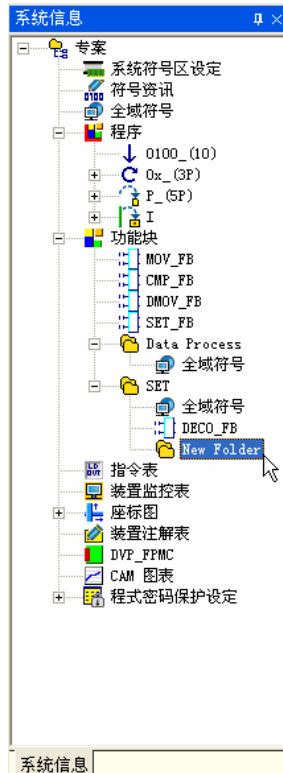 系统信息
专案
系统符号区设定
符号资讯
全域符号
程序
O100_(10)
Ox_(3P)
P_(5P)
I
功能块
MOV_FB
CMP_FB
DMOV_FB
SET_FB
Data Process
全域符号
SET
全域符号
DECO_FB
New Folder
指令表
装置监控表
座标图
装置注解表
DVP_FPMC
CAM 图表
程式密码保护设定
系统信息